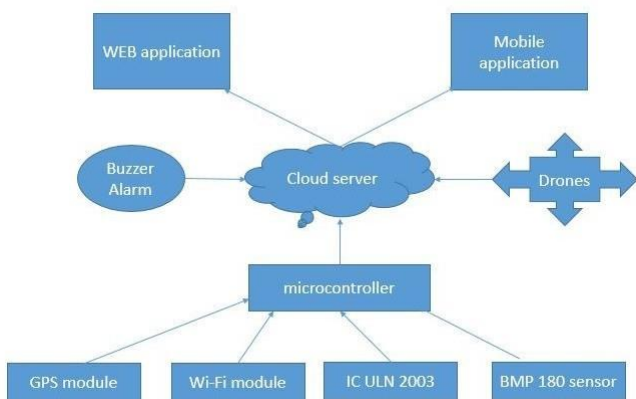 WEB application
Mobile
application
Buzzer
Alarm
Cloud server
Drones
microcontroller
GPS module
Wi-Fi module
IC ULN 2003
BMP 180 sensor